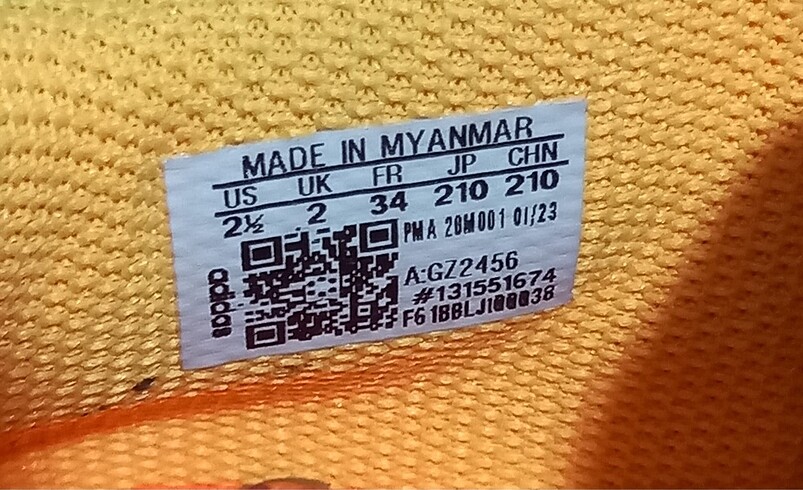 MADE IN MYANMAR
US UK FR JP CHN
2½ 2 34 210 210
PMA 28M001 01/23
A:GZ2456
#131551674
F61BBLJ100038
adidas